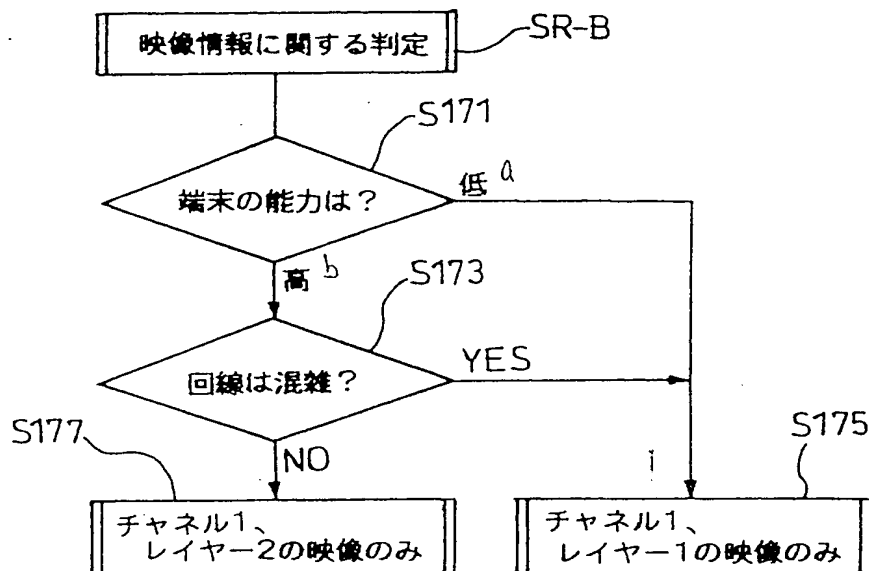 映像情報に関する判定
SR-B
S171
端末の能力は？
低 a
高 b
S173
回線は混雑？
YES
S177
NO
i
S175
チャネル1、
レイヤー2の映像のみ
チャネル1、
レイヤー1の映像のみ